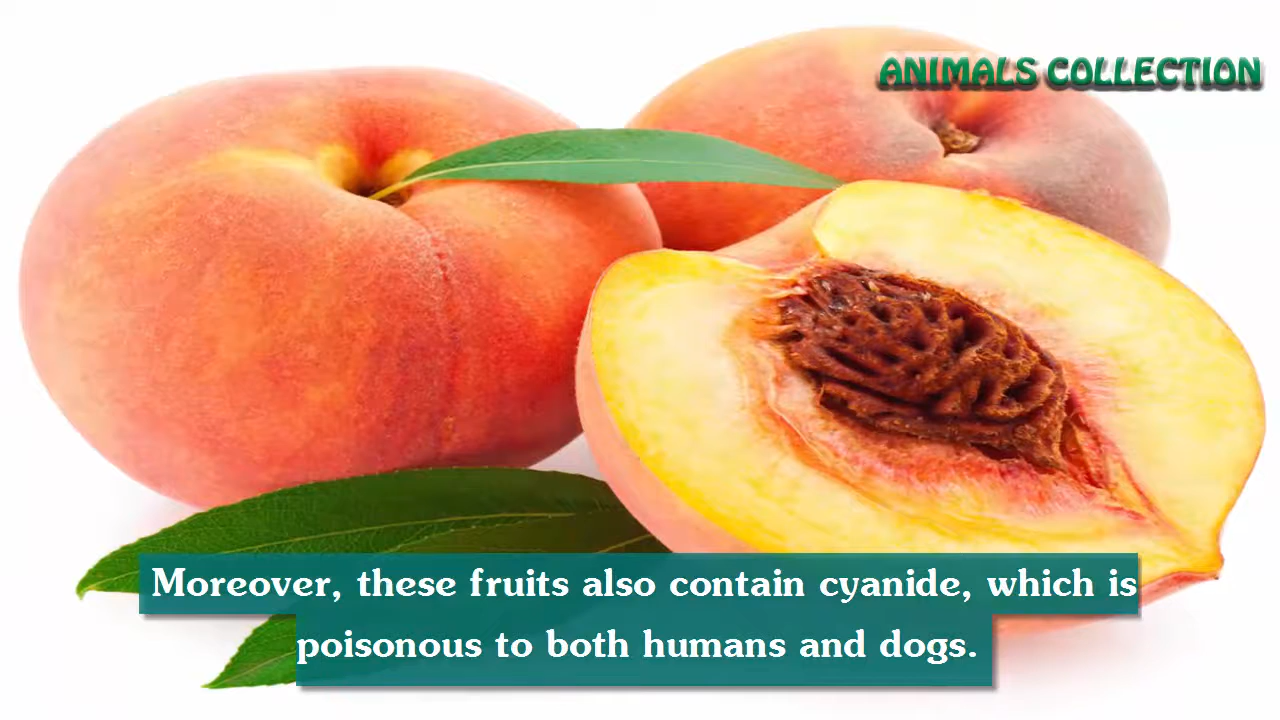 ANIMALS COLLECTION
Moreover, these fruits also contain cyanide, which is
poisonous to both humans and dogs.